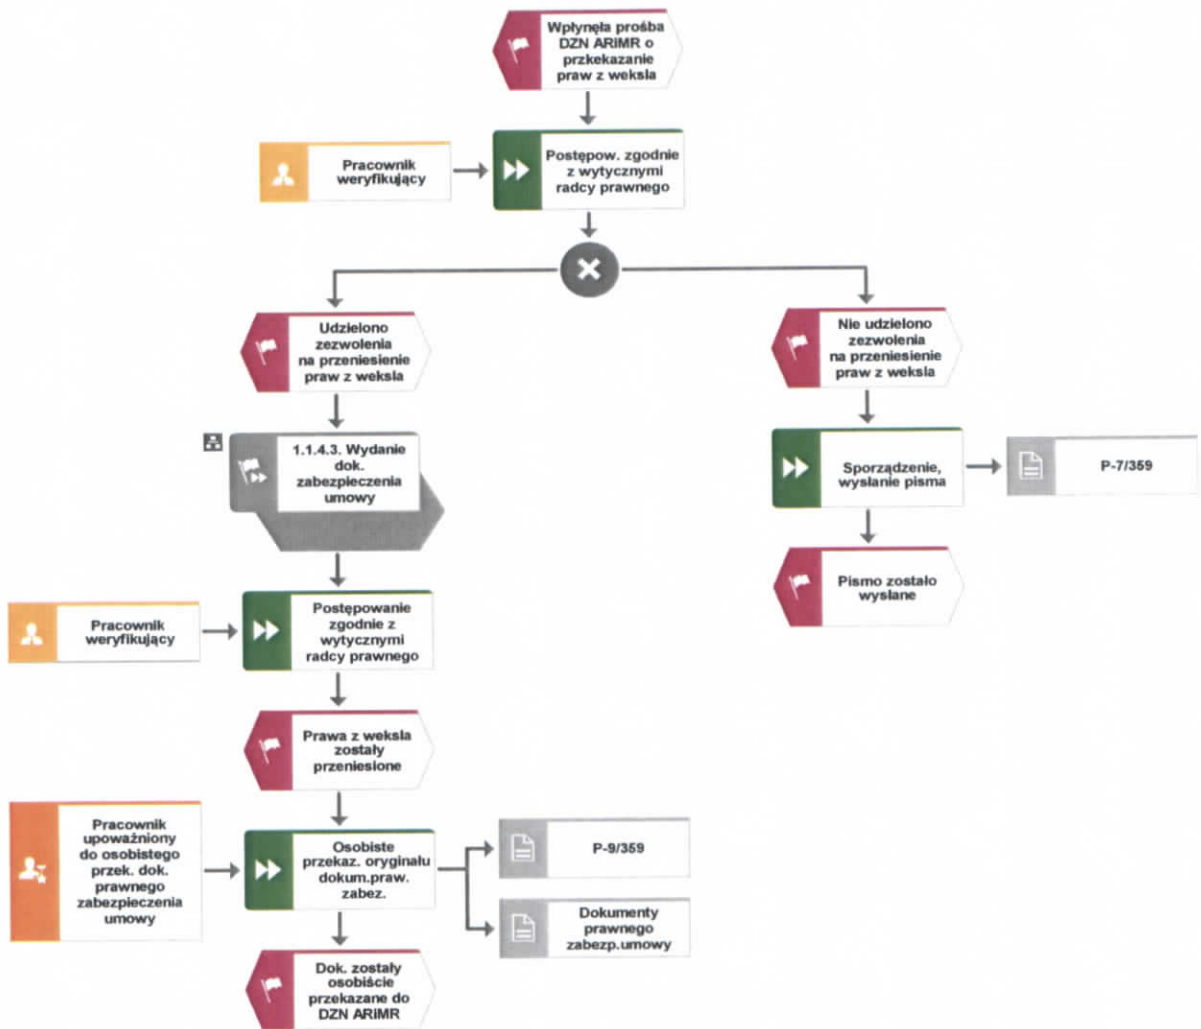 Wpłynęła prośba
DZN ARiMR o
przkekazanie
praw z weksla
Pracownik
weryfikujący
Postępow. zgodnie
z wytycznymi
radcy prawnego
Udzielono
zezwolenia
na przeniesienie
praw z weksla
Nie udzielono
zezwolenia
na przeniesienie
praw z weksla
1.1.4.3. Wydanie
dok.
zabezpieczenia
umowy
Sporządzenie,
wysłanie pisma
P-7/359
Pismo zostało
wysłane
Pracownik
weryfikujący
Postępowanie
zgodnie z
wytycznymi
radcy prawnego
Prawa z weksla
zostały
przeniesione
Pracownik
upoważniony
do osobistego
przek. dok.
prawnego
zabezpieczenia
umowy
Osobiste
przekaz. oryginału
dokum.praw.
zabez.
P-9/359
Dokumenty
prawnego
zabezp.umowy
Dok. zostały
osobiście
przekazane do
DZN ARiMR